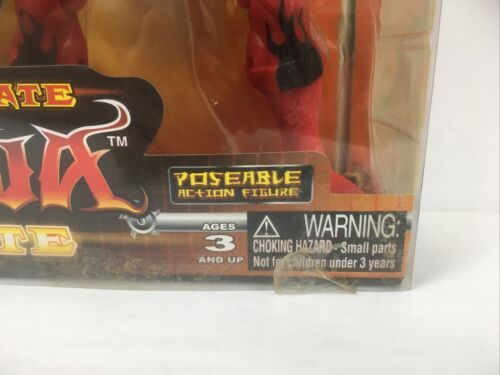 POSEABLE
ACTION FIGURE
TM
AGES
3
AND UP
WARNING:
CHOKING HAZARD - Small parts
Not for children under 3 years